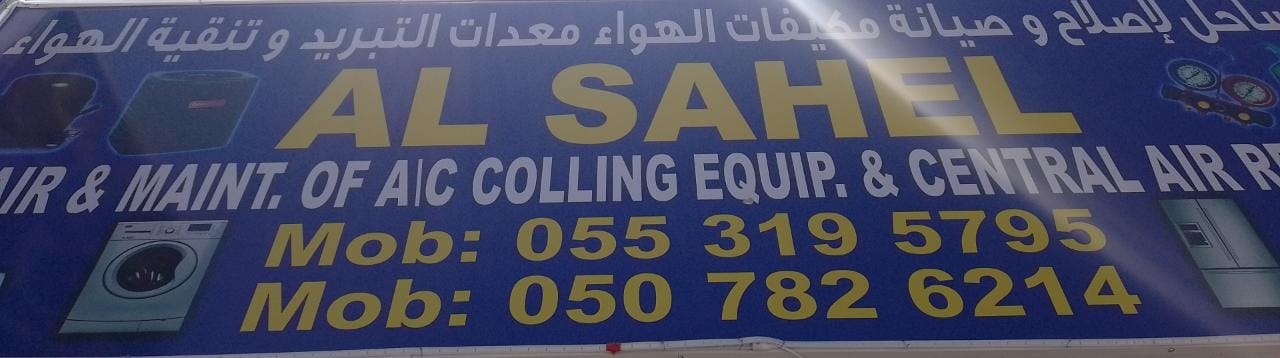 ساحل لإصلاح و صيانة مكيفات الهواء معدات التبريد و تنقية الهواء
AL SAHEL
AIR & MAINT. OF A|C COLLING EQUIP. & CENTRAL AIR R
Mob: 055 319 5795
Mob: 050 782 6214